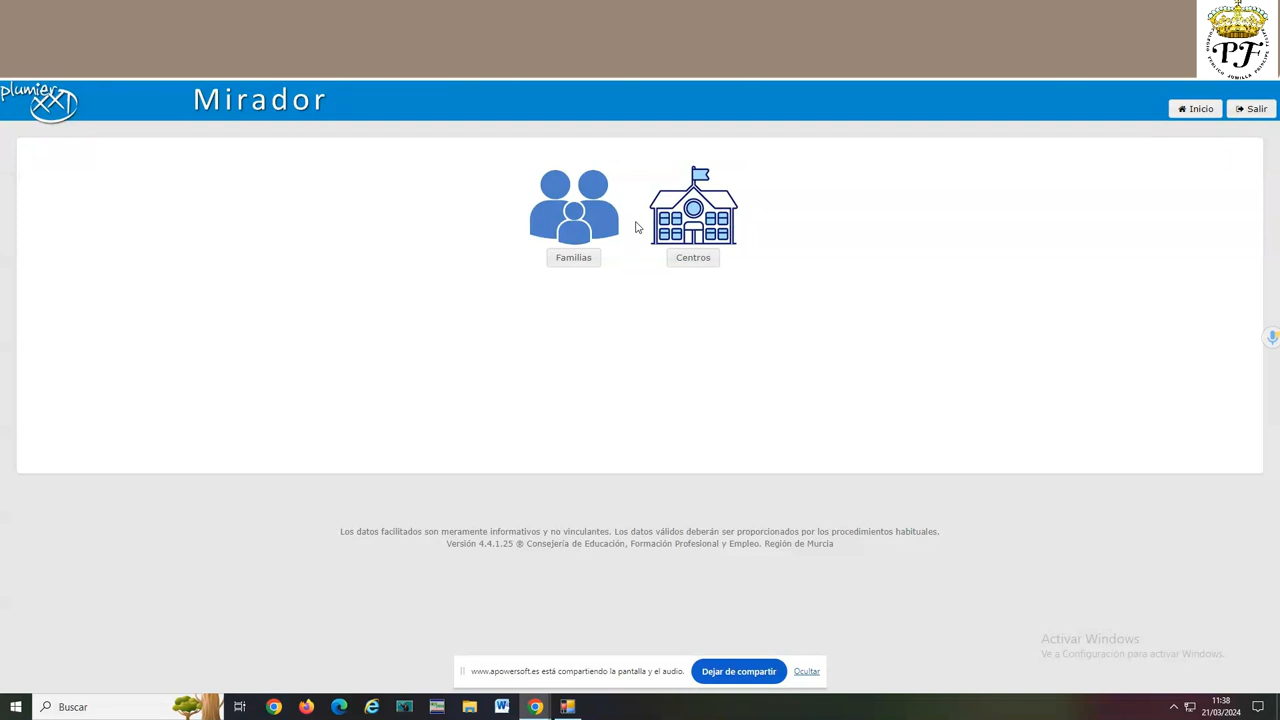 PF
plumier XXI
Mirador
Inicio
Salir
Familias
Centros
Los datos facilitados son meramente informativos y no vinculantes. Los datos válidos deberán ser proporcionados por los procedimientos habituales.
Versión 4.4.1.25 ® Consejería de Educación, Formación Profesional y Empleo. Región de Murcia
Activar Windows
Ve a Configuración para activar Windows.
www.apowersoft.es está compartiendo la pantalla y el audio.
Dejar de compartir
Ocultar
Buscar
11:38
21/03/2024